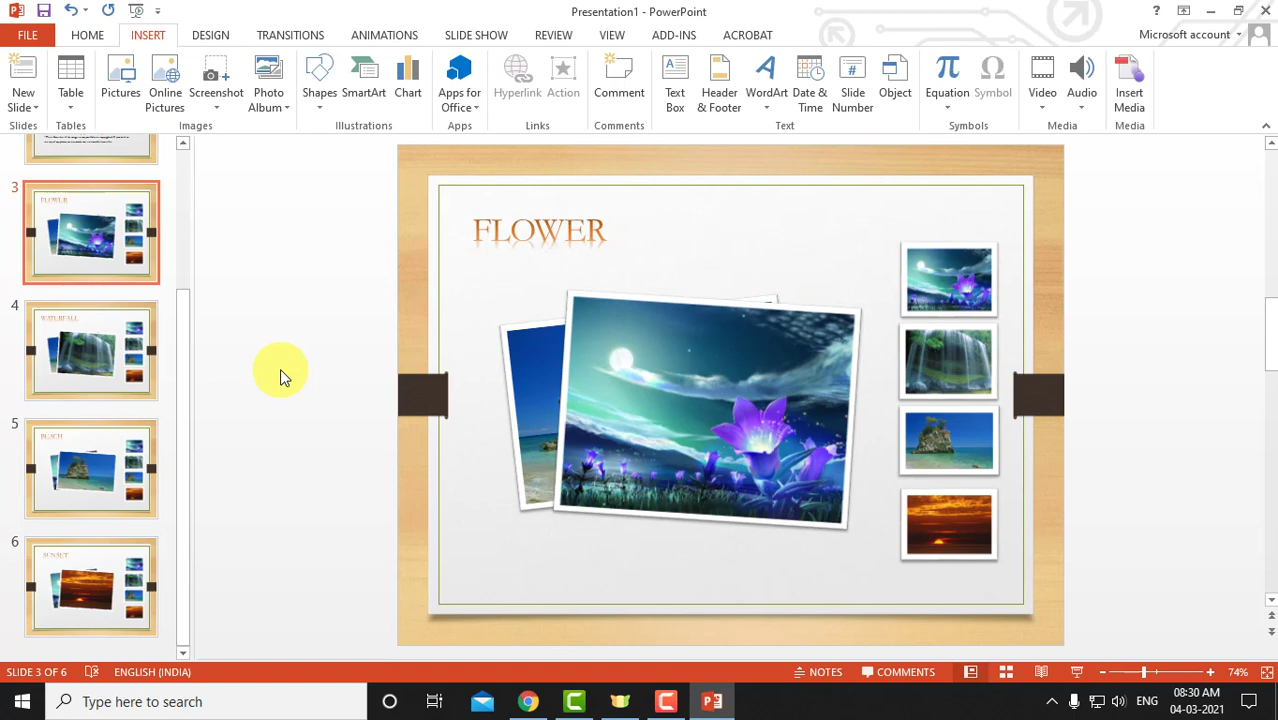 Presentation1 - PowerPoint
?
FILE
HOME
INSERT
DESIGN
TRANSITIONS
ANIMATIONS
SLIDE SHOW
REVIEW
VIEW
ADD-INS
ACROBAT
Microsoft account
New
Slide
Table
Pictures
Online
Pictures
Screenshot
Photo
Album
Shapes
SmartArt
Chart
Apps for
Office
Hyperlink
Action
Comment
Text
Box
Header
& Footer
WordArt
Date &
Time
Slide
Number
Object
Equation
Symbol
Video
Audio
Insert
Media
Slides
Tables
Images
Illustrations
Apps
Links
Comments
Text
Symbols
Media
Media
3
FLOWER
4
WATERFALL
5
BEACH
6
SUNSET
FLOWER
SLIDE 3 OF 6
ENGLISH (INDIA)
NOTES
COMMENTS
74%
Type here to search
ENG
08:30 AM
04-03-2021